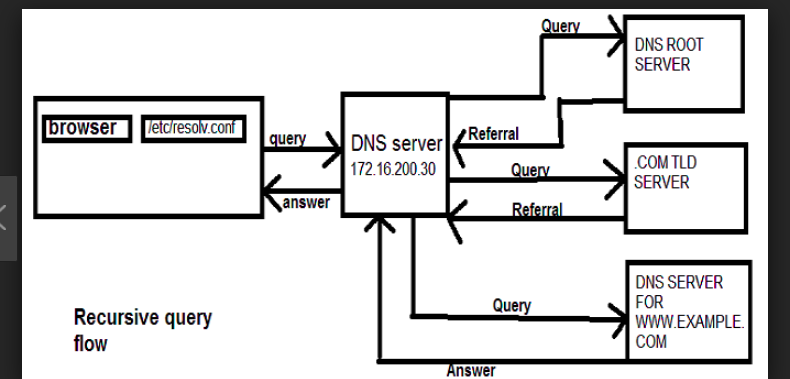 Query
DNS ROOT
SERVER
browser
/etc/resolv.conf
query
DNS server
172.16.200.30
Referral
answer
Query
.COM TLD
SERVER
Referral
DNS SERVER
FOR
WWW.EXAMPLE.
COM
Query
Recursive query
flow
Answer